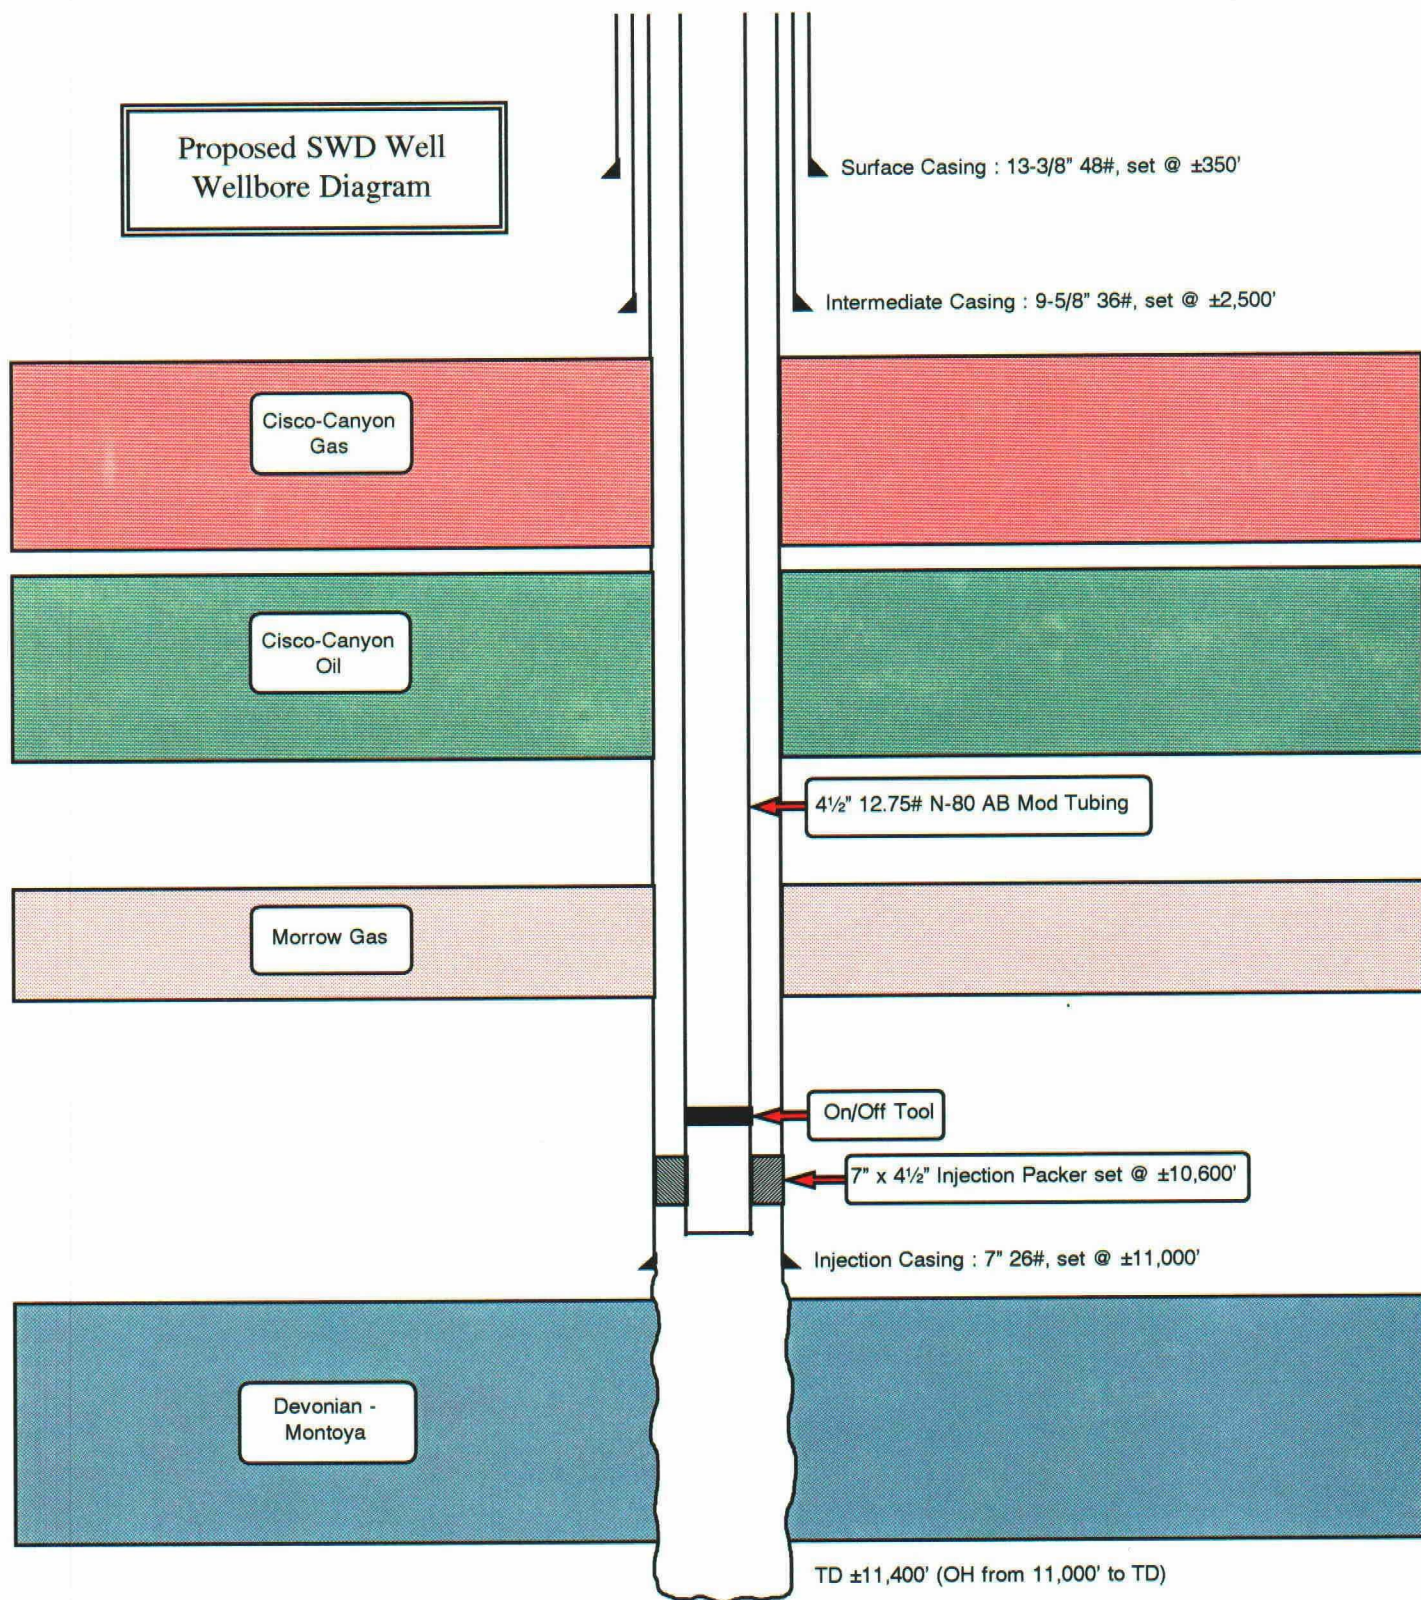 Proposed SWD Well
Wellbore Diagram
Surface Casing : 13-3/8" 48#, set @ ±350'
Intermediate Casing : 9-5/8" 36#, set @ ±2,500'
Cisco-Canyon
Gas
Cisco-Canyon
Oil
4½" 12.75# N-80 AB Mod Tubing
Morrow Gas
On/Off Tool
7" x 4½" Injection Packer set @ ±10,600'
Injection Casing : 7" 26#, set @ ±11,000'
Devonian -
Montoya
TD ±11,400' (OH from 11,000' to TD)